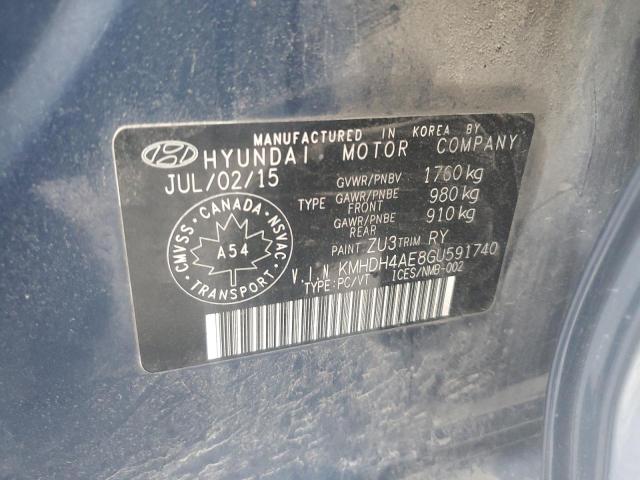 MANUFACTURED IN KOREA BY
HYUNDAI MOTOR COMPANY
JUL/02/15
GVWR/PNBV 1760 kg
TYPE GAWR/PNBE FRONT 980 kg
GAWR/PNBE REAR 910 kg
PAINT ZU3 TRIM RY
V.I.N KMHDH4AE8GU591740
TYPE:PC/VT 1CES/NMB-002
CANADA
CMVSS NSVAC
A54
TRANSPORT